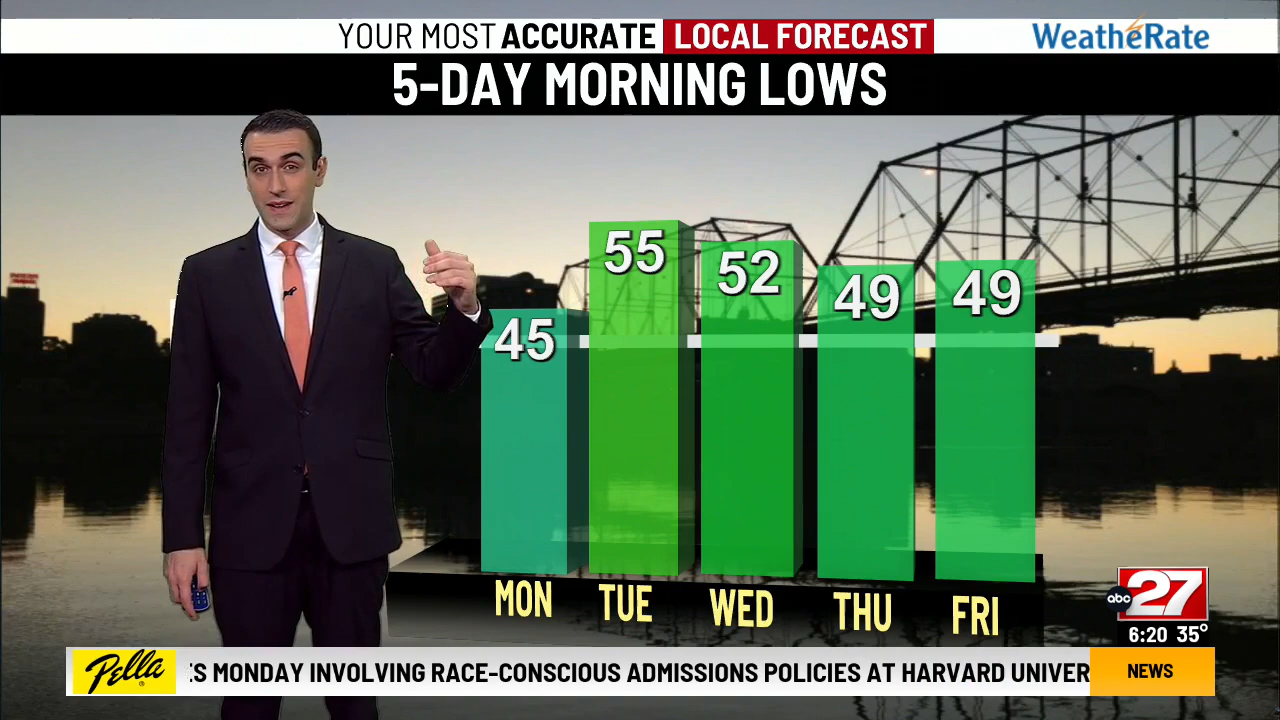 YOUR MOST ACCURATE LOCAL FORECAST
WeatheRate
5-DAY MORNING LOWS
45 55 52 49 49
MON TUE WED THU FRI
abc 27
6:20 35°
Pella ®
ES MONDAY INVOLVING RACE-CONSCIOUS ADMISSIONS POLICIES AT HARVARD UNIVER
NEWS